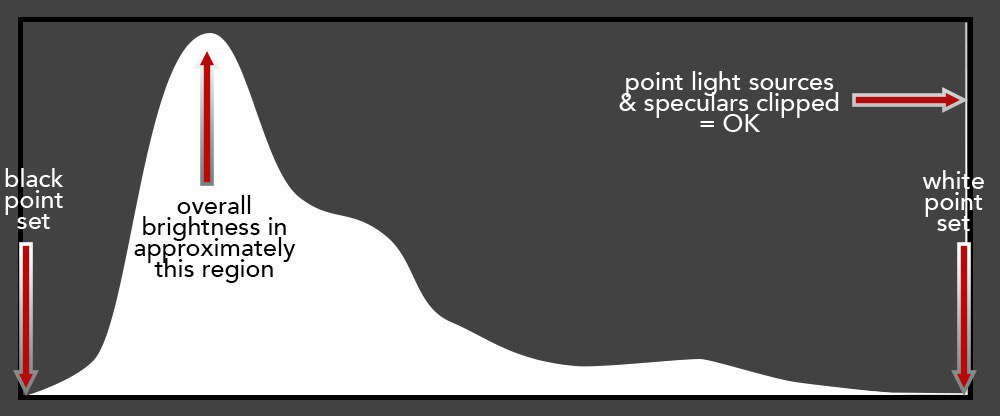 point light sources
& speculars clipped
= OK
black
point
set
overall
brightness in
approximately
this region
white
point
set